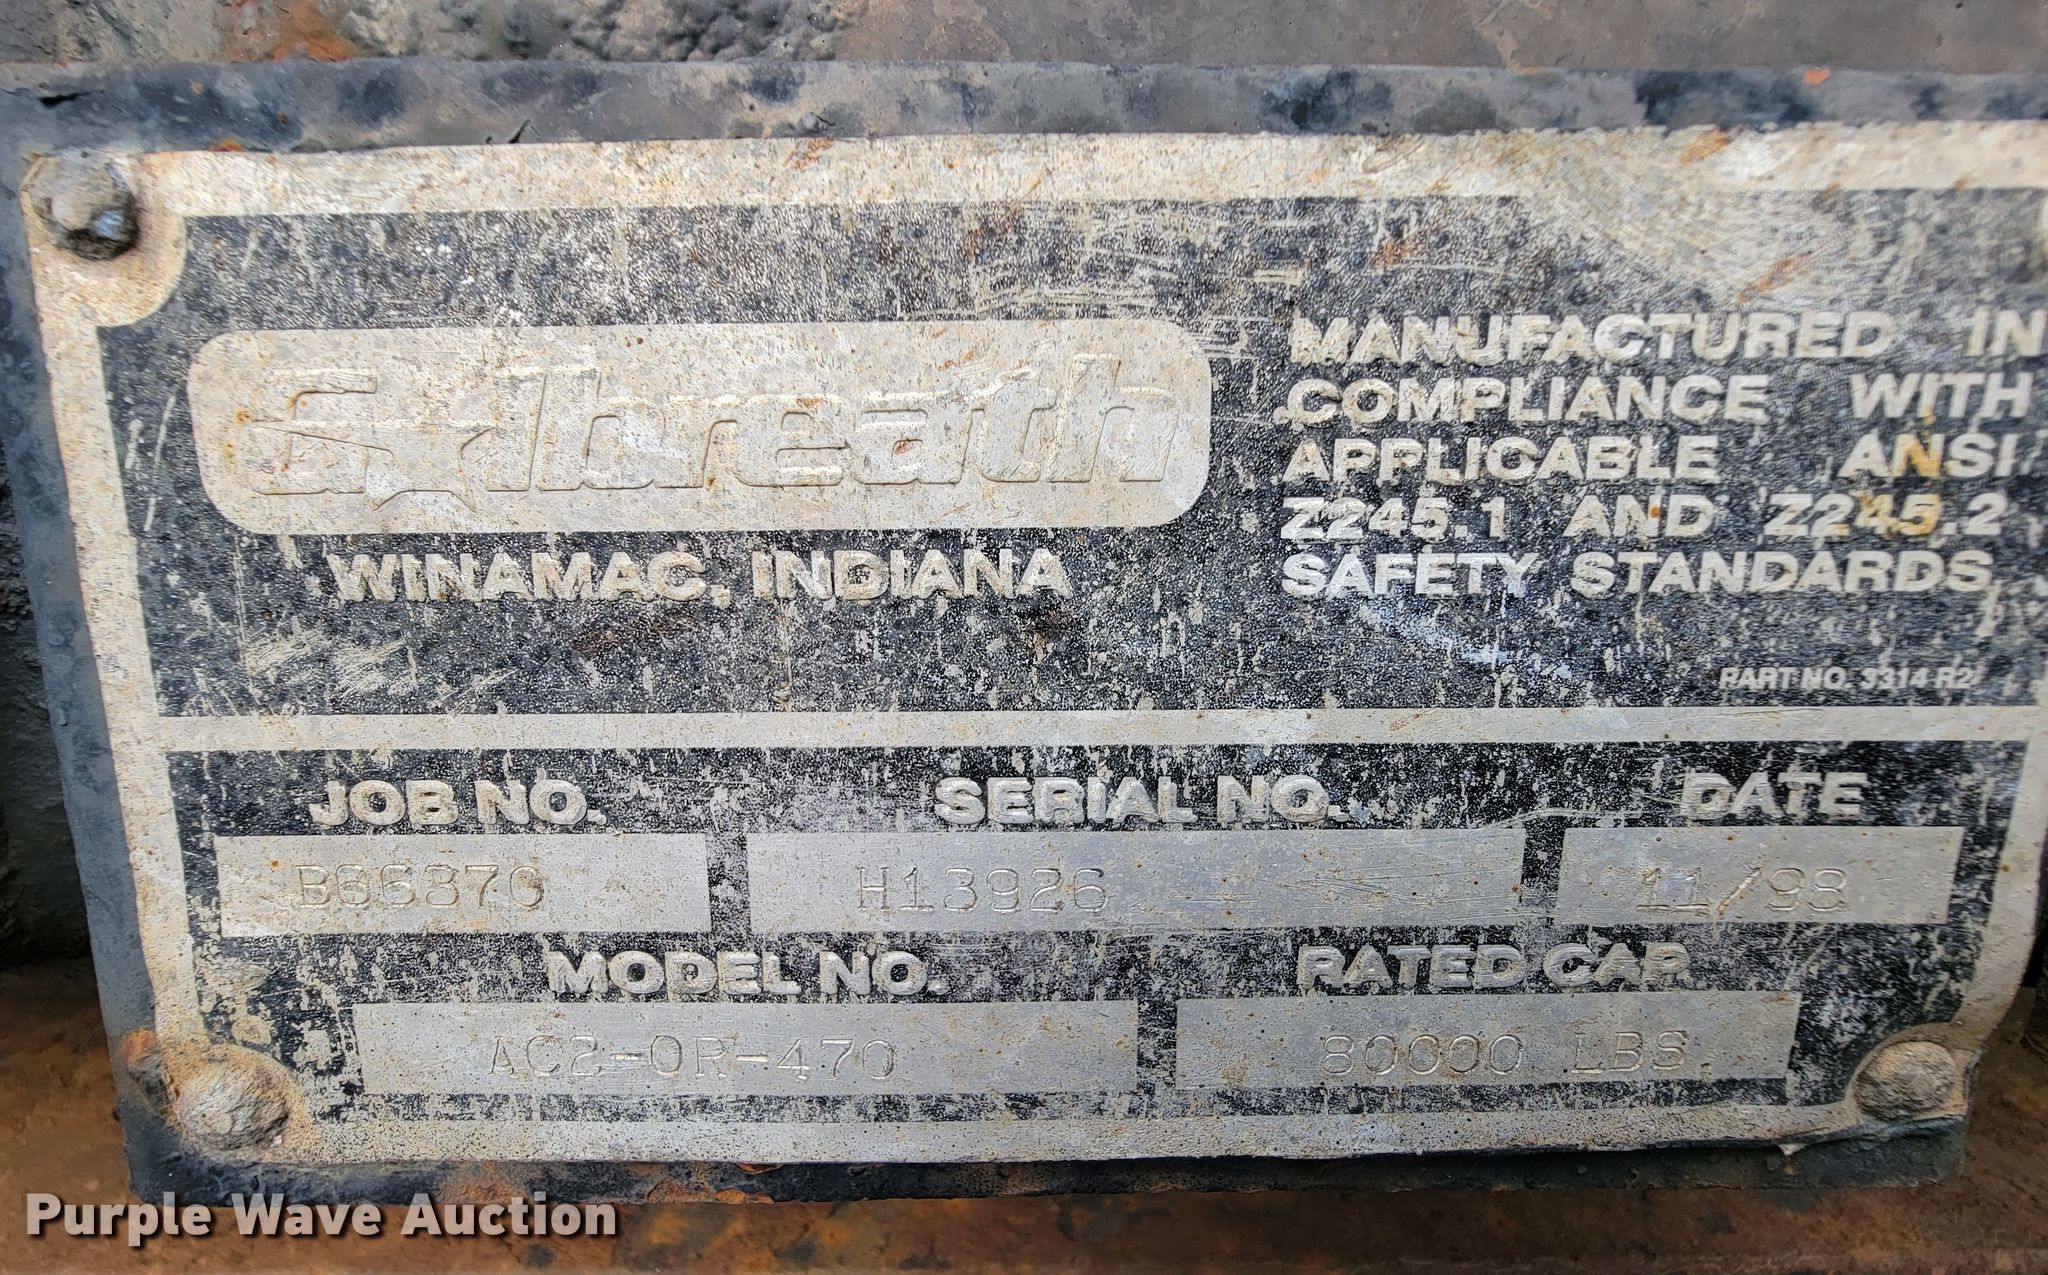 Galbreath
WINAMAC, INDIANA
MANUFACTURED IN
COMPLIANCE WITH
APPLICABLE ANSI
Z245.1 AND Z245.2
SAFETY STANDARDS
PART NO. 3314 R2
JOB NO. SERIAL NO. DATE
B66370 H13926 11/98
MODEL NO. RATED CAP.
AC2-OR-470 80000 LBS.
Purple Wave Auction